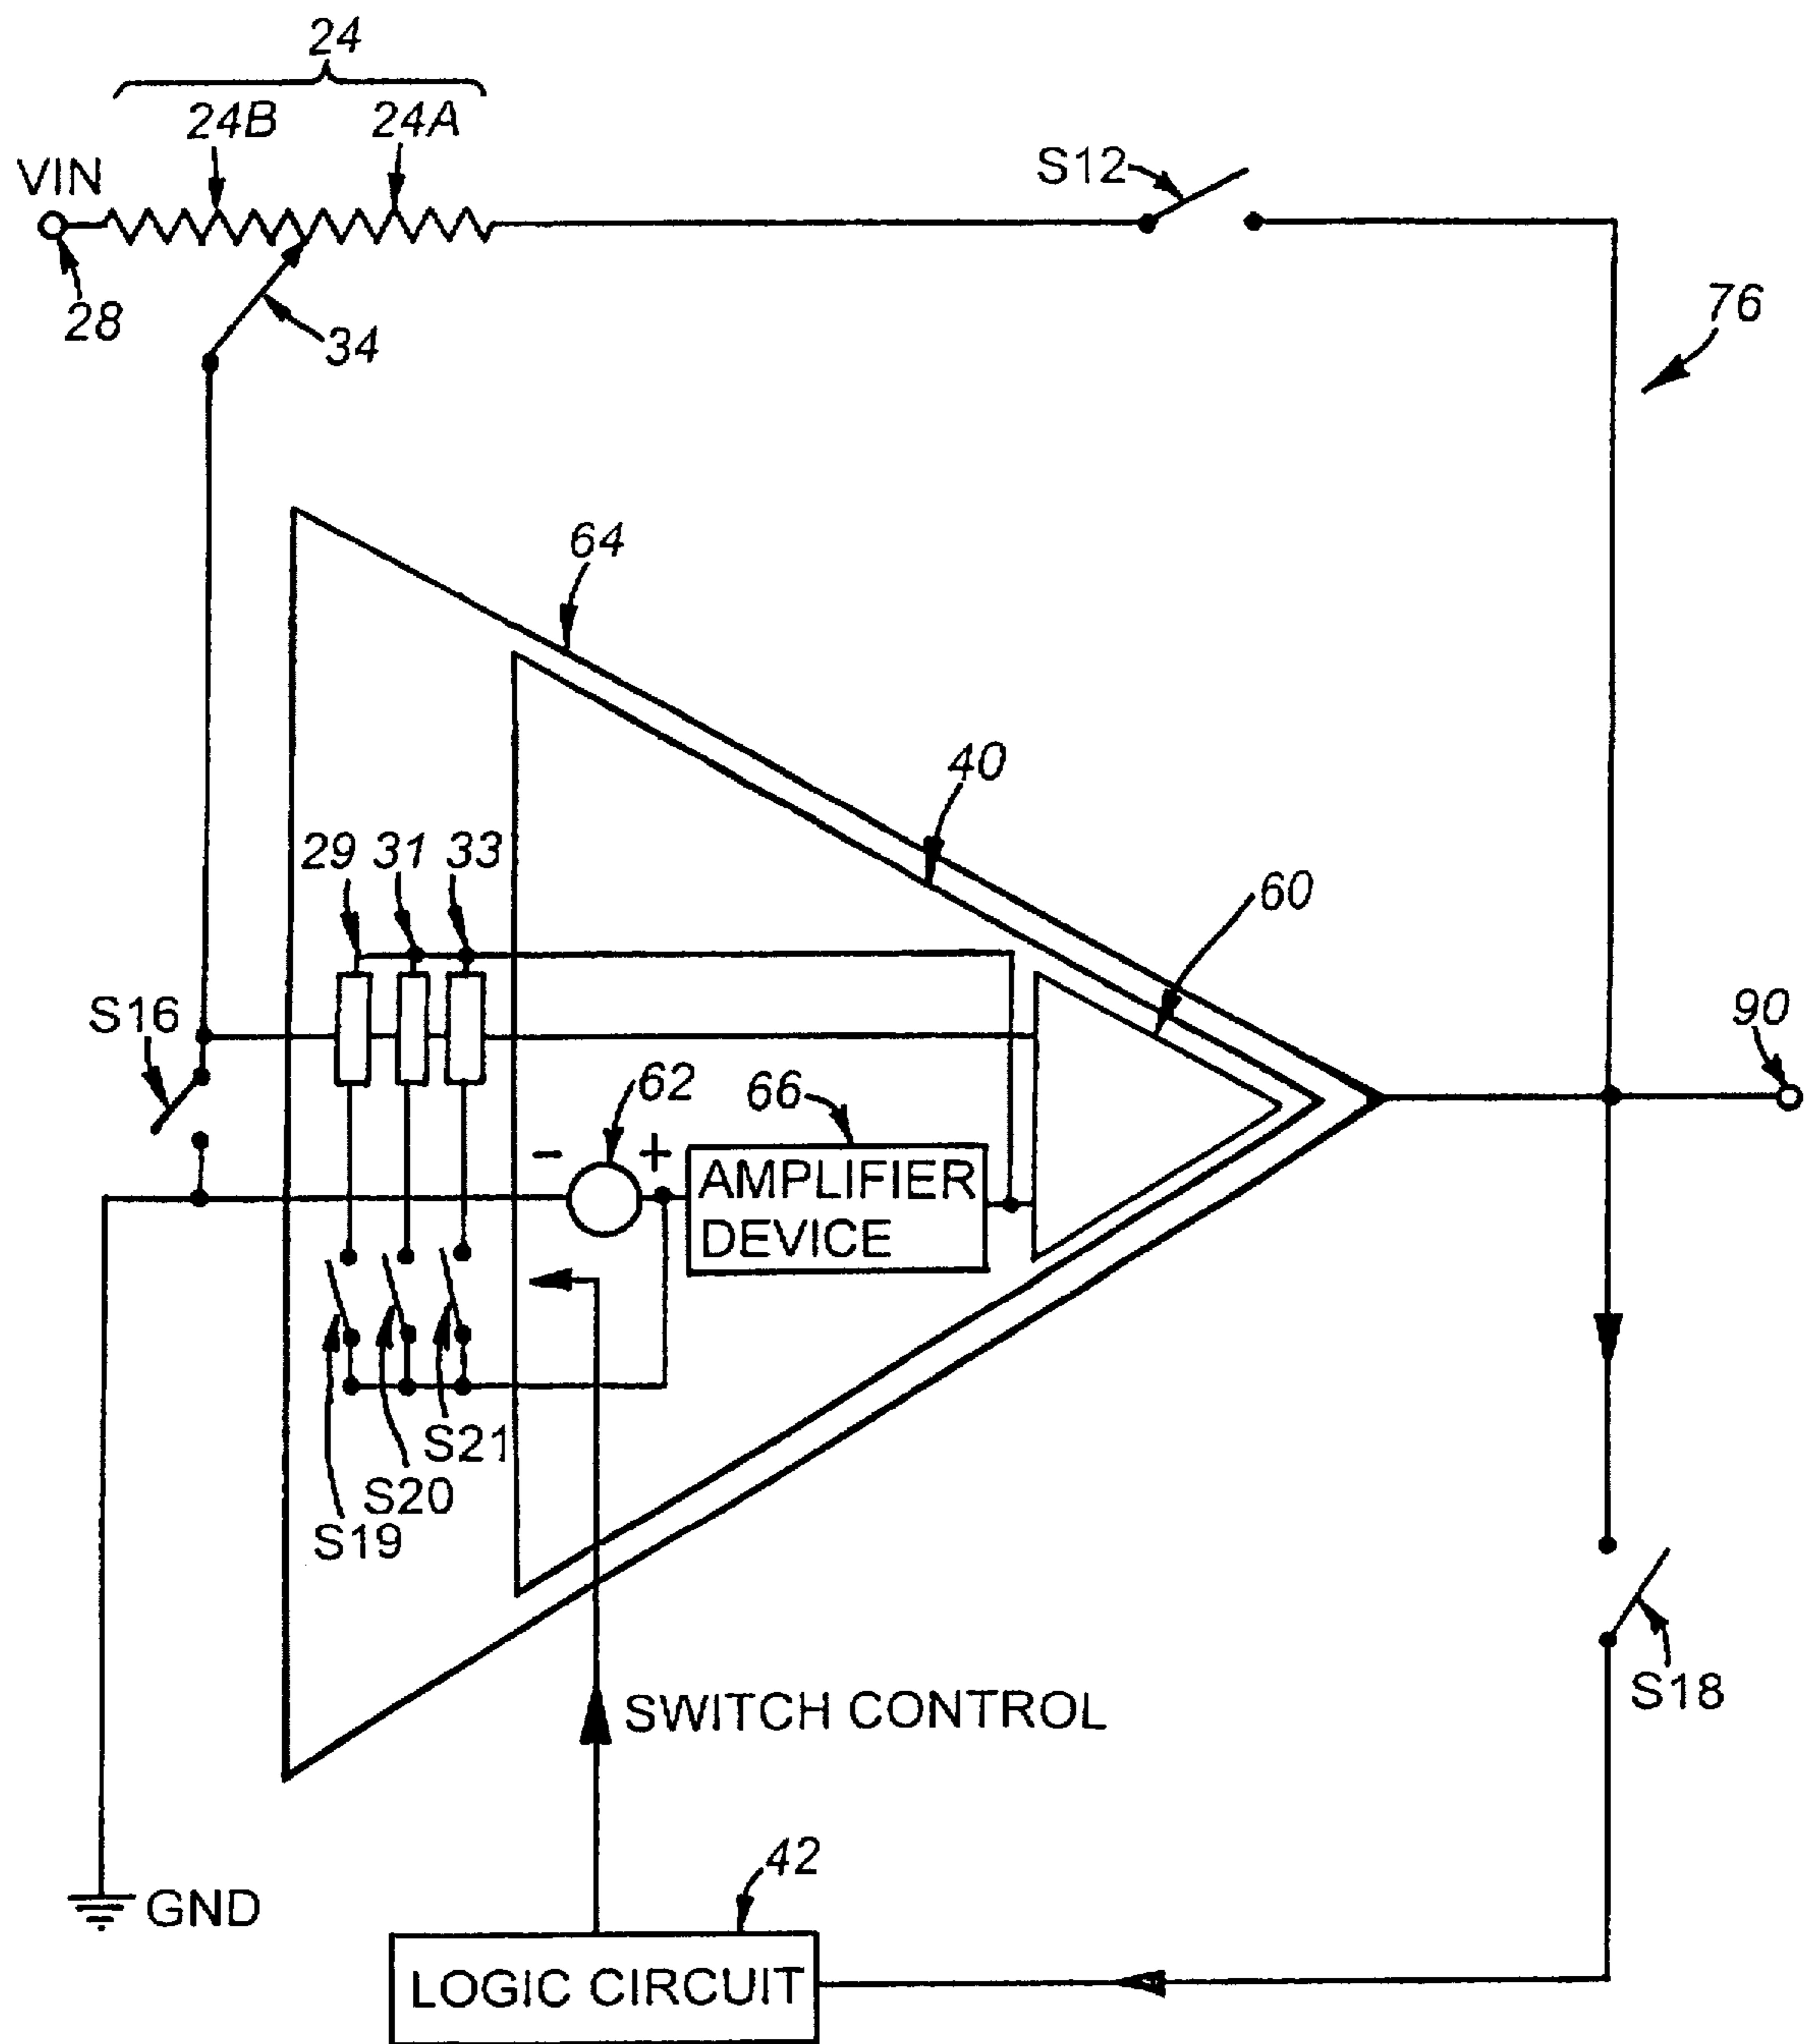 24
24B 24A
VIN
S12
28
34
76
64
40
29 31 33
60
S16
62
66
90
- +
AMPLIFIER
DEVICE
S21
S20
S19
S18
SWITCH CONTROL
42
GND
LOGIC CIRCUIT